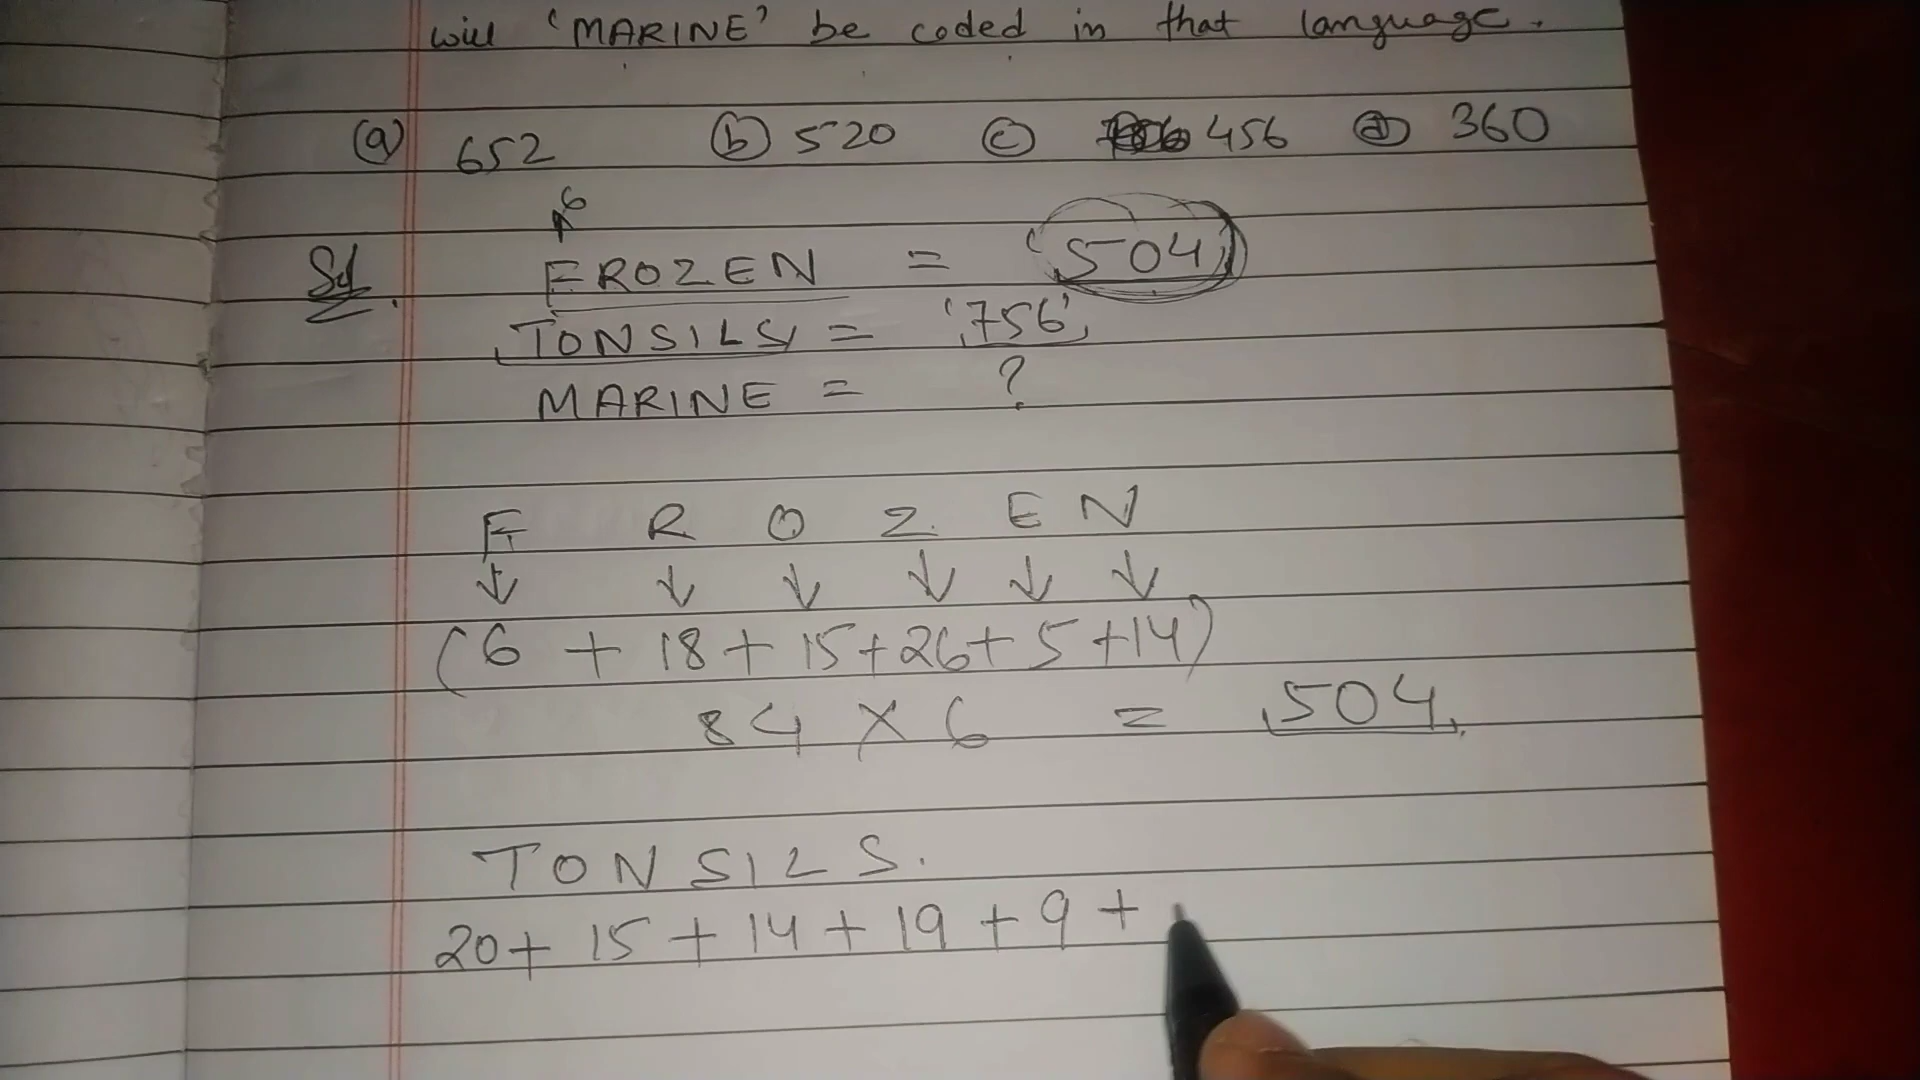 will 'MARINE' be coded in that language.
(a) 652 (b) 520 (c) 456 (d) 360
6
Sol. FROZEN = '504'
TONSILS = '756'
MARINE = ?
F R O Z E N
↓ ↓ ↓ ↓ ↓ ↓
(6 + 18 + 15 + 26 + 5 + 14)
84 × 6 = 504
TONSILS.
20 + 15 + 14 + 19 + 9 +